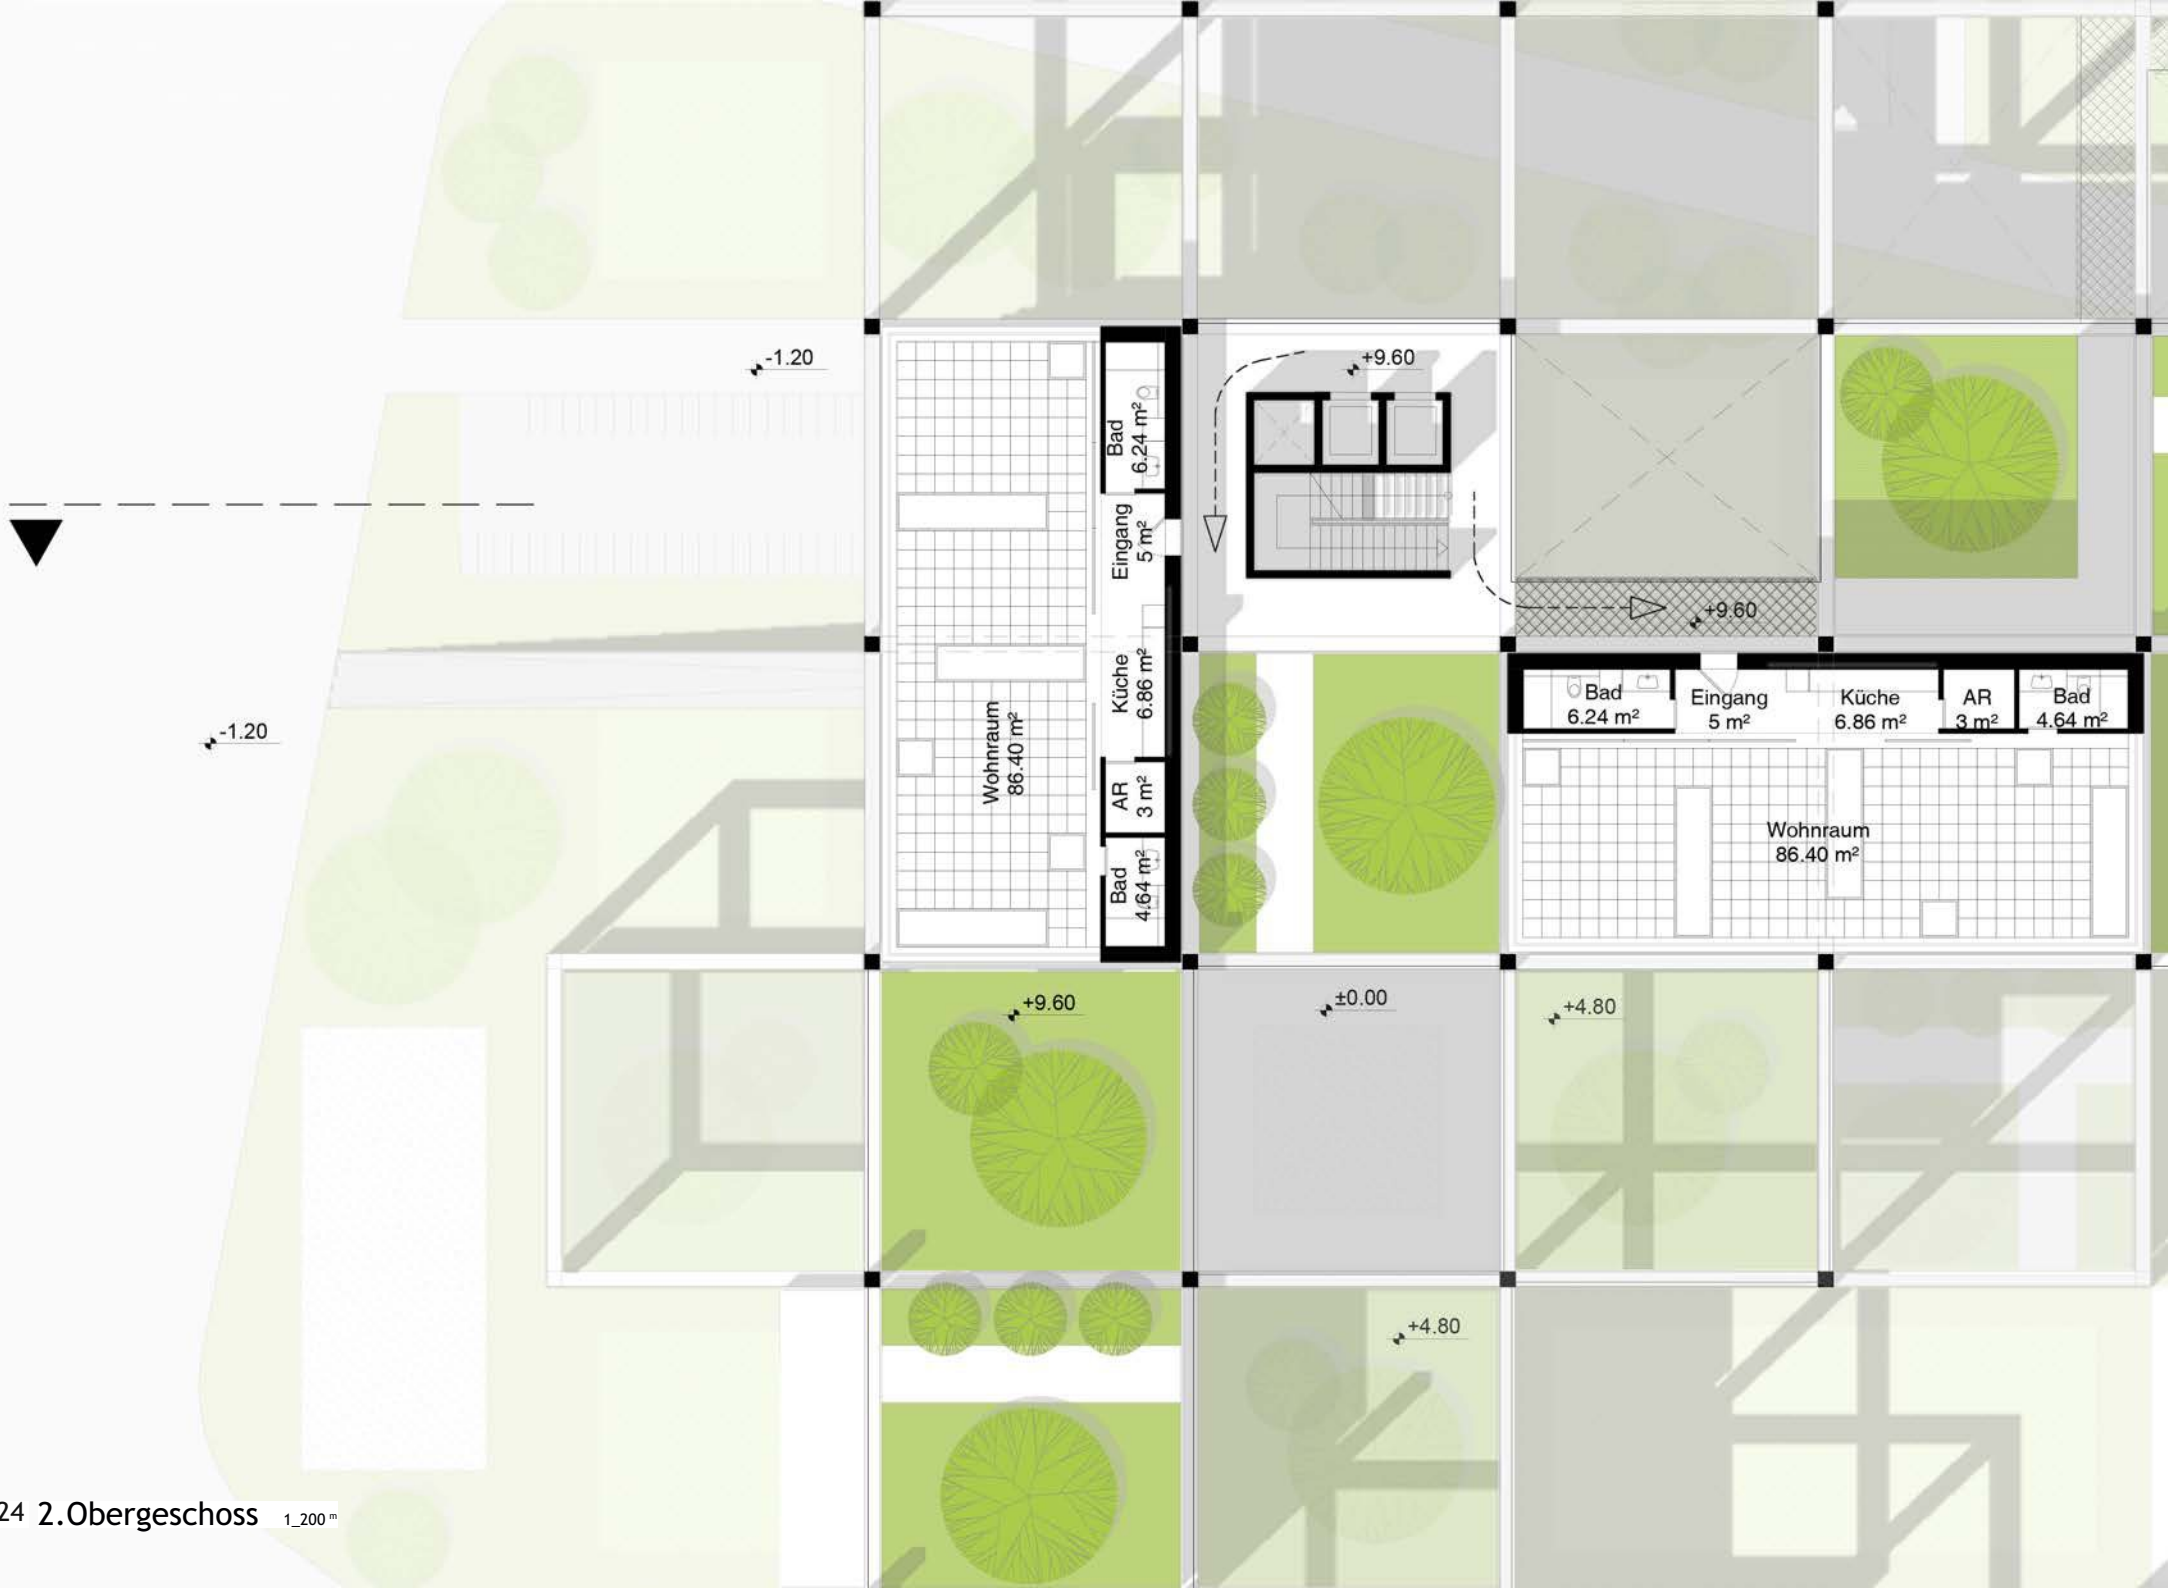 -1.20
+9.60
Bad
6.24 m²
Eingang
5 m²
+9.60
Küche
6.86 m²
Wohnraum
86.40 m²
AR
3 m²
Bad
4.64 m²
-1.20
Bad
6.24 m²
Eingang
5 m²
Küche
6.86 m²
AR
3 m²
Bad
4.64 m²
Wohnraum
86.40 m²
+9.60
±0.00
+4.80
+4.80
24 2.Obergeschoss 1_200 m